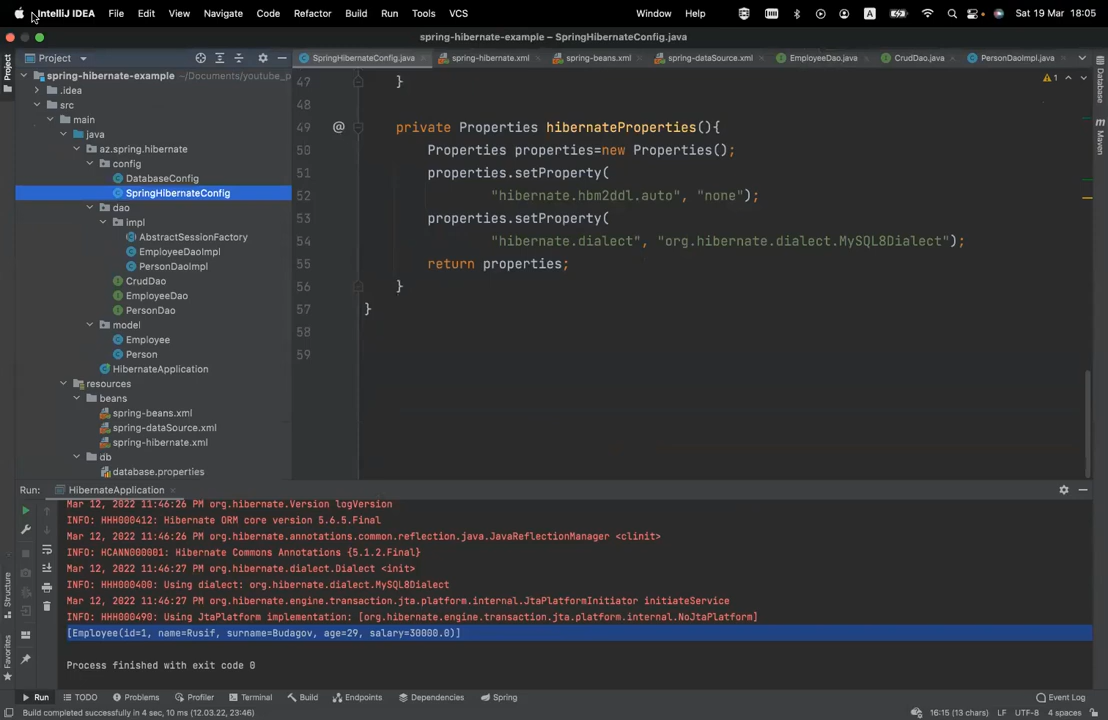 IntelliJ IDEA File Edit View Navigate Code Refactor Build Run Tools VCS Window Help A Sat 19 Mar 18:05
spring-hibernate-example – SpringHibernateConfig.java
Project
SpringHibernateConfig.java spring-hibernate.xml spring-beans.xml spring-dataSource.xml EmployeeDao.java CrudDao.java PersonDaoImpl.java
Project
spring-hibernate-example ~/Documents/youtube_p
.idea
src
main
java
az.spring.hibernate
config
DatabaseConfig
SpringHibernateConfig
dao
impl
AbstractSessionFactory
EmployeeDaoImpl
PersonDaoImpl
CrudDao
EmployeeDao
PersonDao
model
Employee
Person
HibernateApplication
resources
beans
spring-beans.xml
spring-dataSource.xml
spring-hibernate.xml
db
database.properties
47 }
48
49 @ private Properties hibernateProperties(){
50 Properties properties=new Properties();
51 properties.setProperty(
52 "hibernate.hbm2ddl.auto", "none");
53 properties.setProperty(
54 "hibernate.dialect", "org.hibernate.dialect.MySQL8Dialect");
55 return properties;
56 }
57 }
58
59
1
Database
Maven
Run: HibernateApplication
Mar 12, 2022 11:46:26 PM org.hibernate.Version logVersion
INFO: HHH000412: Hibernate ORM core version 5.6.5.Final
Mar 12, 2022 11:46:26 PM org.hibernate.annotations.common.reflection.java.JavaReflectionManager <clinit>
INFO: HCANN000001: Hibernate Commons Annotations {5.1.2.Final}
Mar 12, 2022 11:46:27 PM org.hibernate.dialect.Dialect <init>
INFO: HHH000400: Using dialect: org.hibernate.dialect.MySQL8Dialect
Mar 12, 2022 11:46:27 PM org.hibernate.engine.transaction.jta.platform.internal.JtaPlatformInitiator initiateService
INFO: HHH000490: Using JtaPlatform implementation: [org.hibernate.engine.transaction.jta.platform.internal.NoJtaPlatform]
[Employee(id=1, name=Rusif, surname=Budagov, age=29, salary=30000.0)]
Process finished with exit code 0
Structure
Favorites
Run TODO Problems Profiler Terminal Build Endpoints Dependencies Spring Event Log
Build completed successfully in 4 sec, 10 ms (12.03.22, 23:46) 16:15 (13 chars) LF UTF-8 4 spaces